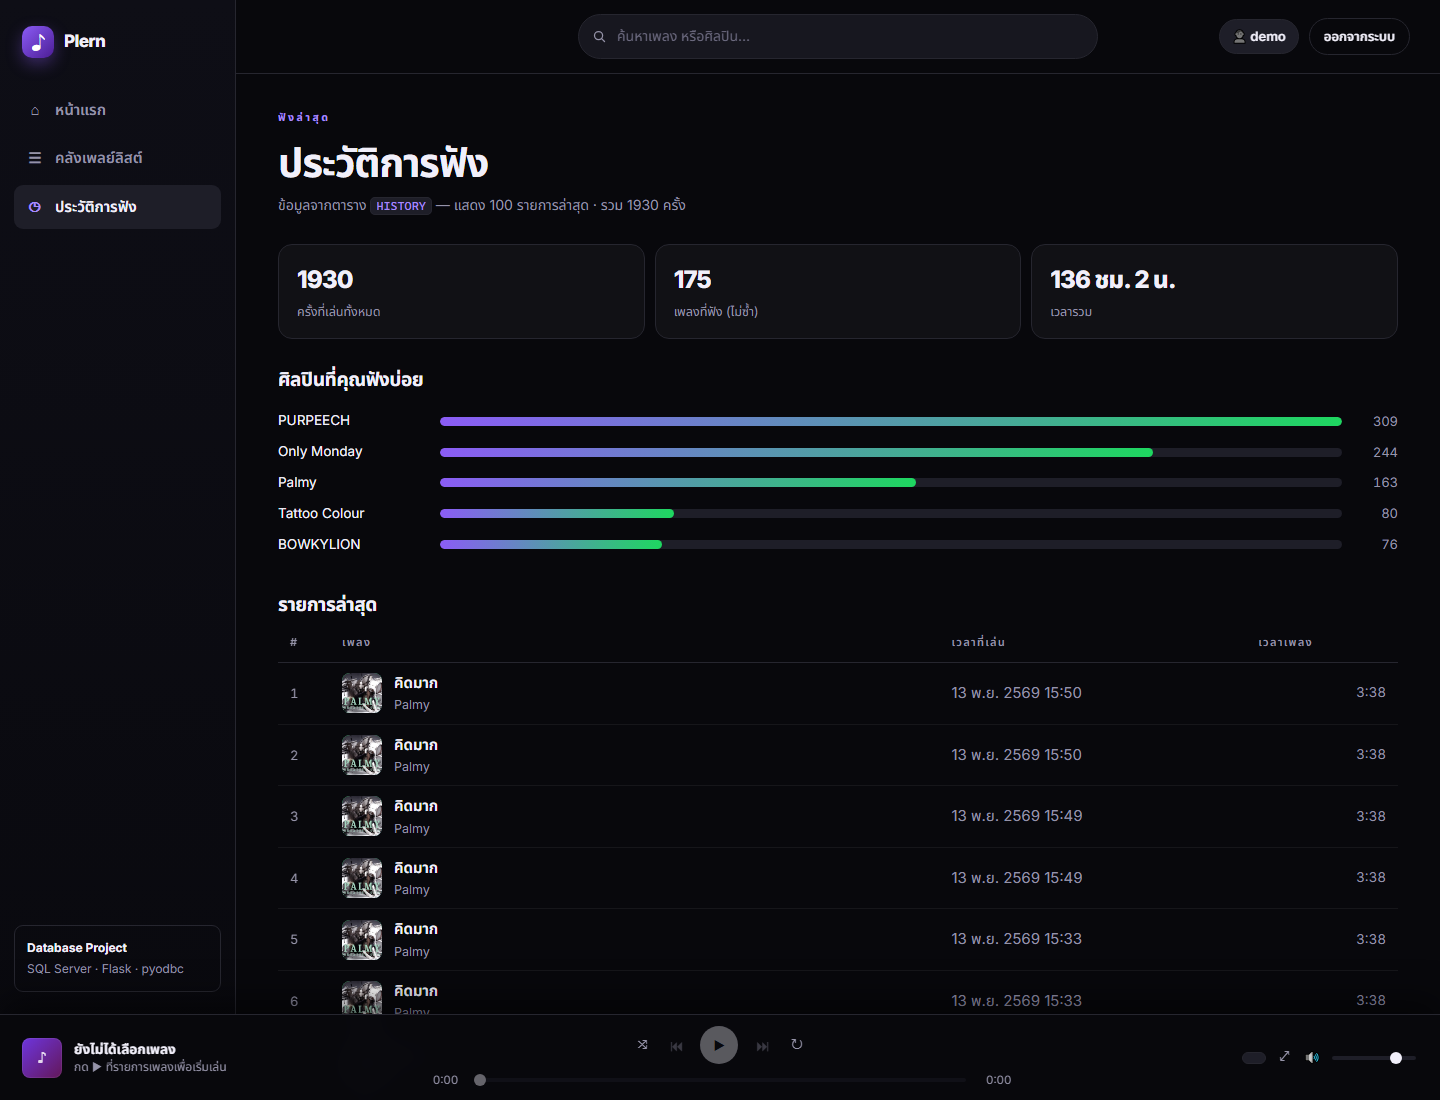 Plern
หน้าแรก
คลังเพลย์ลิสต์
ประวัติการฟัง
Database Project
SQL Server · Flask · pyodbc
ค้นหาเพลง หรือศิลปิน...
demo
ออกจากระบบ
ฟังล่าสุด
ประวัติการฟัง
ข้อมูลจากตาราง HISTORY — แสดง 100 รายการล่าสุด · รวม 1930 ครั้ง
1930
ครั้งที่เล่นทั้งหมด
175
เพลงที่ฟัง (ไม่ซ้ำ)
136 ชม. 2 น.
เวลารวม
ศิลปินที่คุณฟังบ่อย
PURPEECH 309
Only Monday 244
Palmy 163
Tattoo Colour 80
BOWKYLION 76
รายการล่าสุด
# เพลง เวลาที่เล่น เวลาเพลง
1 คิดมาก 13 พ.ย. 2569 15:50 3:38
Palmy
2 คิดมาก 13 พ.ย. 2569 15:50 3:38
Palmy
3 คิดมาก 13 พ.ย. 2569 15:49 3:38
Palmy
4 คิดมาก 13 พ.ย. 2569 15:49 3:38
Palmy
5 คิดมาก 13 พ.ย. 2569 15:33 3:38
Palmy
6 คิดมาก 13 พ.ย. 2569 15:33 3:38
Palmy
ยังไม่ได้เลือกเพลง
กด ▶ ที่รายการเพลงเพื่อเริ่มเล่น
0:00 0:00